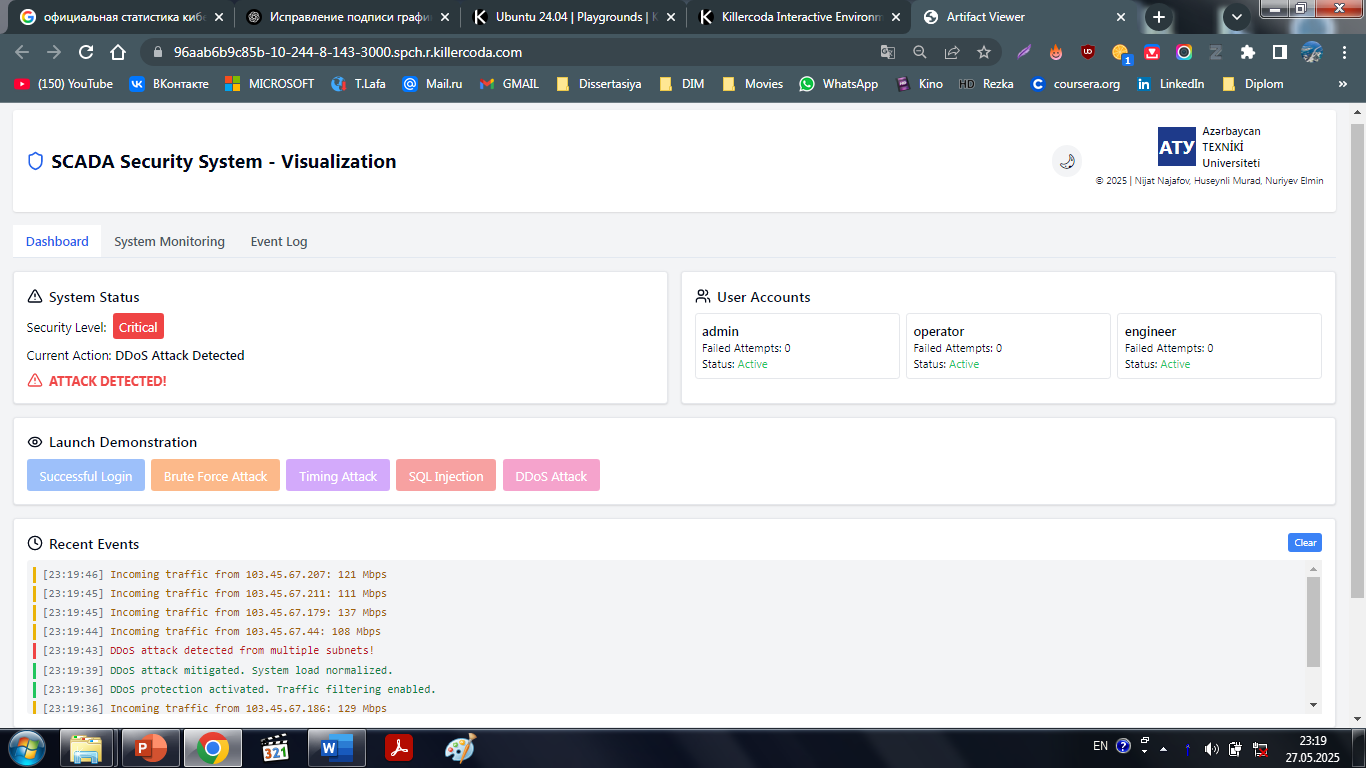 официальная статистика кибе
Исправление подписи графи
Ubuntu 24.04 | Playgrounds | K
Killercoda Interactive Environm
Artifact Viewer
96aab6b9c85b-10-244-8-143-3000.spch.r.killercoda.com
(150) YouTube
ВКонтакте
MICROSOFT
T.Lafa
Mail.ru
GMAIL
Dissertasiya
DIM
Movies
WhatsApp
Kino
HD Rezka
coursera.org
LinkedIn
Diplom
»
SCADA Security System - Visualization
АТУ
Azərbaycan
TEXNİKİ
Universiteti
© 2025 | Nijat Najafov, Huseynli Murad, Nuriyev Elmin
Dashboard
System Monitoring
Event Log
System Status
Security Level: Critical
Current Action: DDoS Attack Detected
ATTACK DETECTED!
User Accounts
admin
Failed Attempts: 0
Status: Active
operator
Failed Attempts: 0
Status: Active
engineer
Failed Attempts: 0
Status: Active
Launch Demonstration
Successful Login
Brute Force Attack
Timing Attack
SQL Injection
DDoS Attack
Recent Events
Clear
[23:19:46] Incoming traffic from 103.45.67.207: 121 Mbps
[23:19:45] Incoming traffic from 103.45.67.211: 111 Mbps
[23:19:45] Incoming traffic from 103.45.67.179: 137 Mbps
[23:19:44] Incoming traffic from 103.45.67.44: 108 Mbps
[23:19:43] DDoS attack detected from multiple subnets!
[23:19:39] DDoS attack mitigated. System load normalized.
[23:19:36] DDoS protection activated. Traffic filtering enabled.
[23:19:36] Incoming traffic from 103.45.67.186: 129 Mbps
321
EN
23:19
27.05.2025